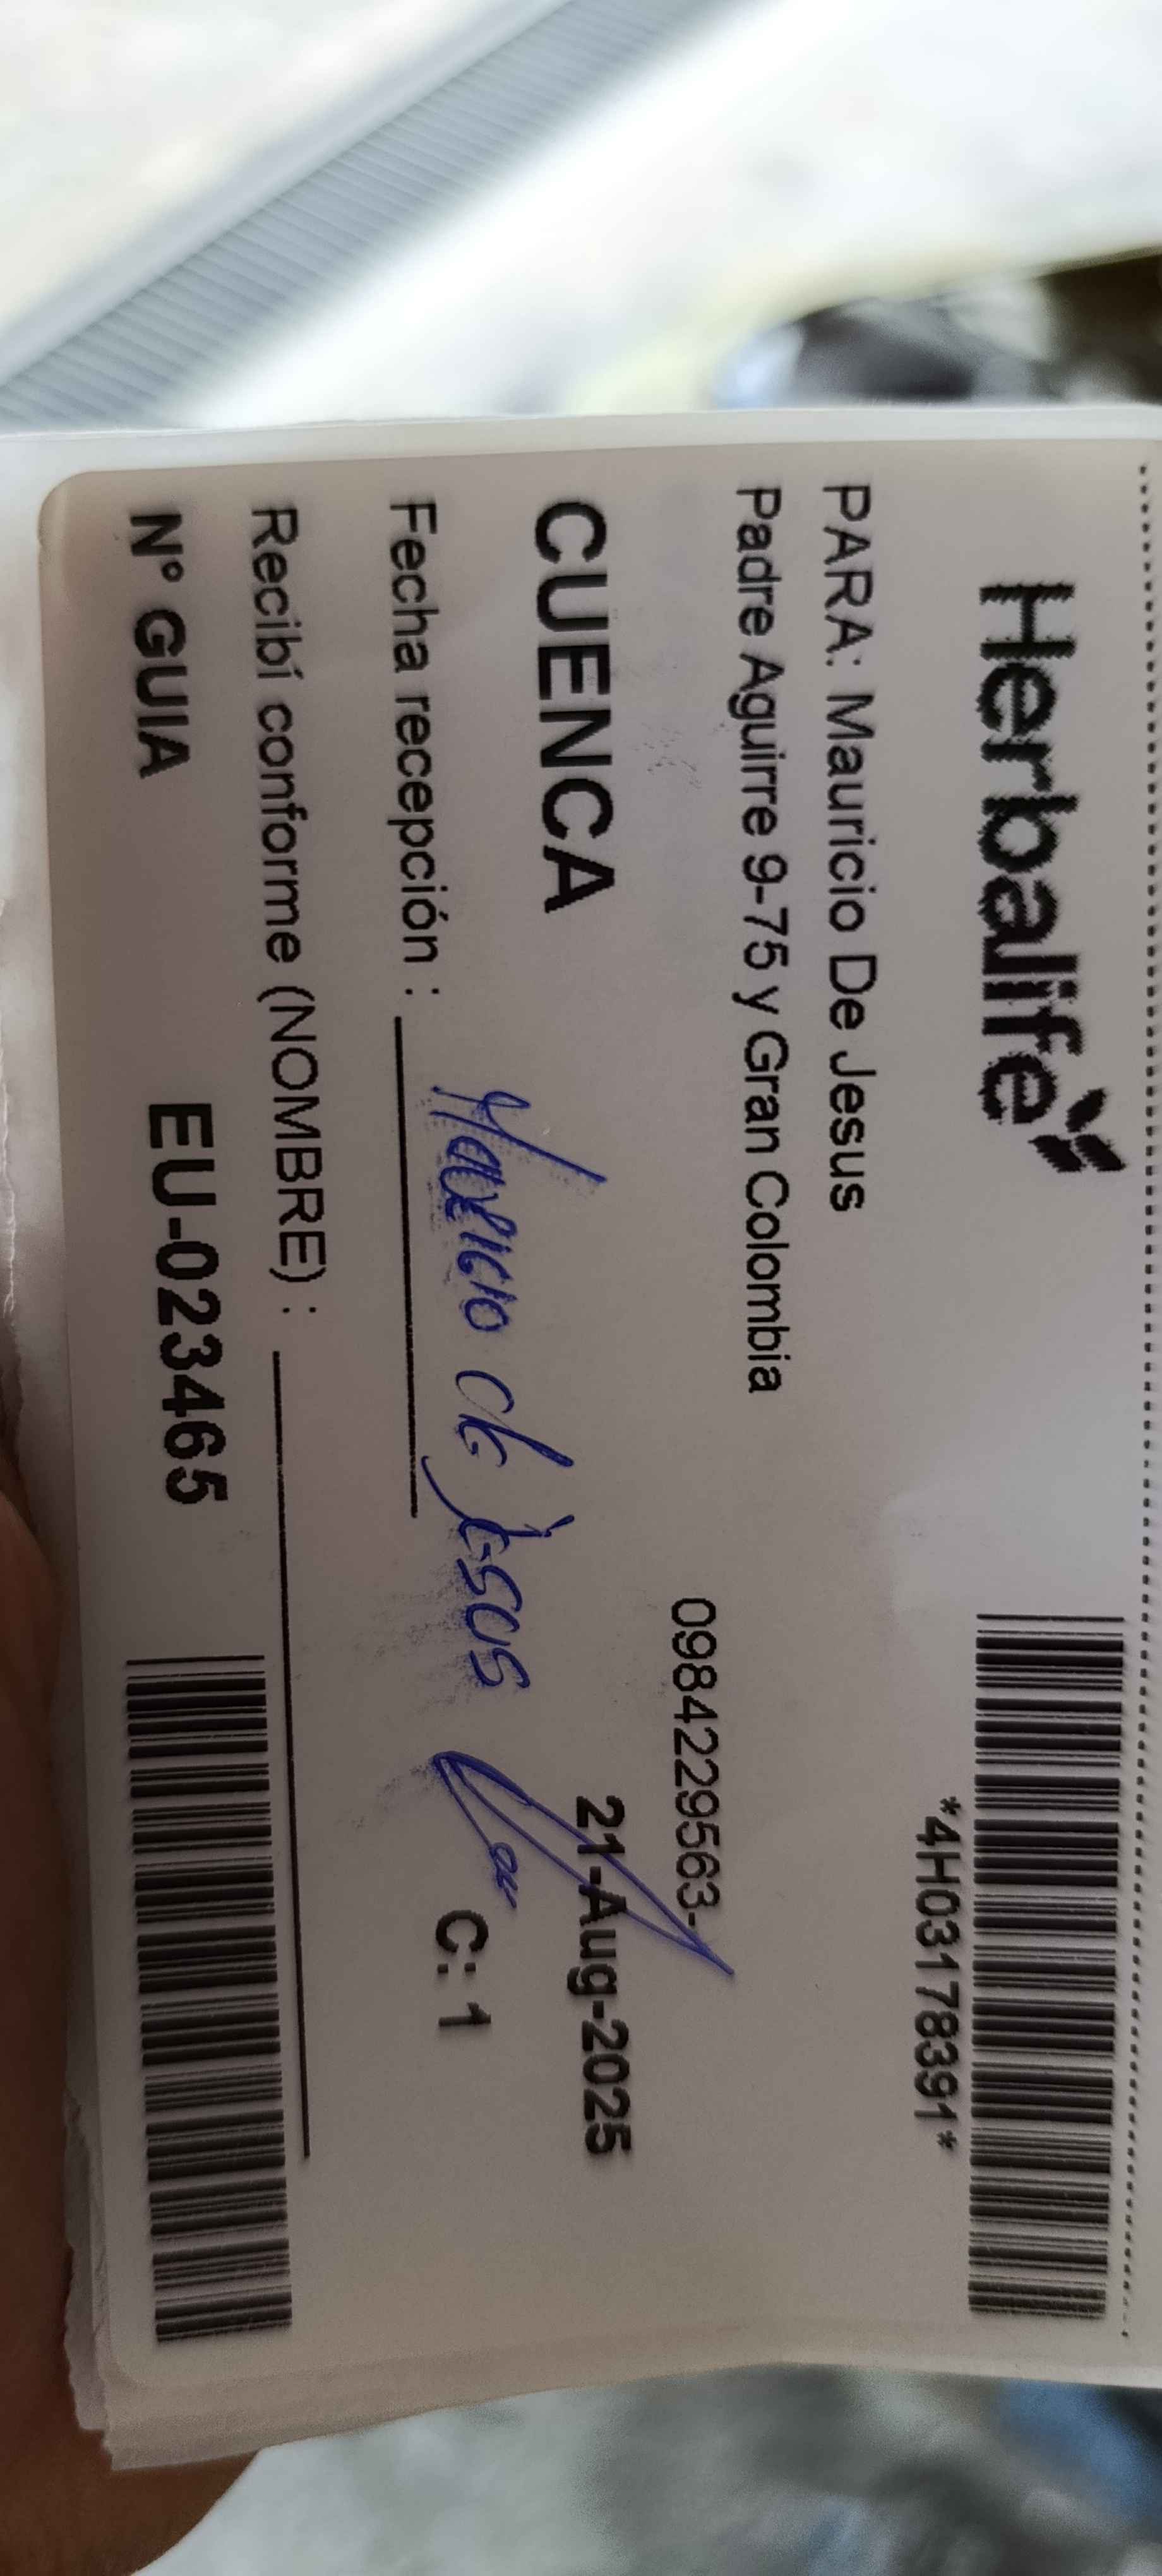 Herbalife
*4H03178391*
PARA: Mauricio De Jesus
Padre Aguirre 9-75 y Gran Colombia
0984229563-
CUENCA
21-Aug-2025
Mauricio de Jesus
Fecha recepción :
C: 1
Recibí conforme (NOMBRE) :
N° GUIA EU-023465